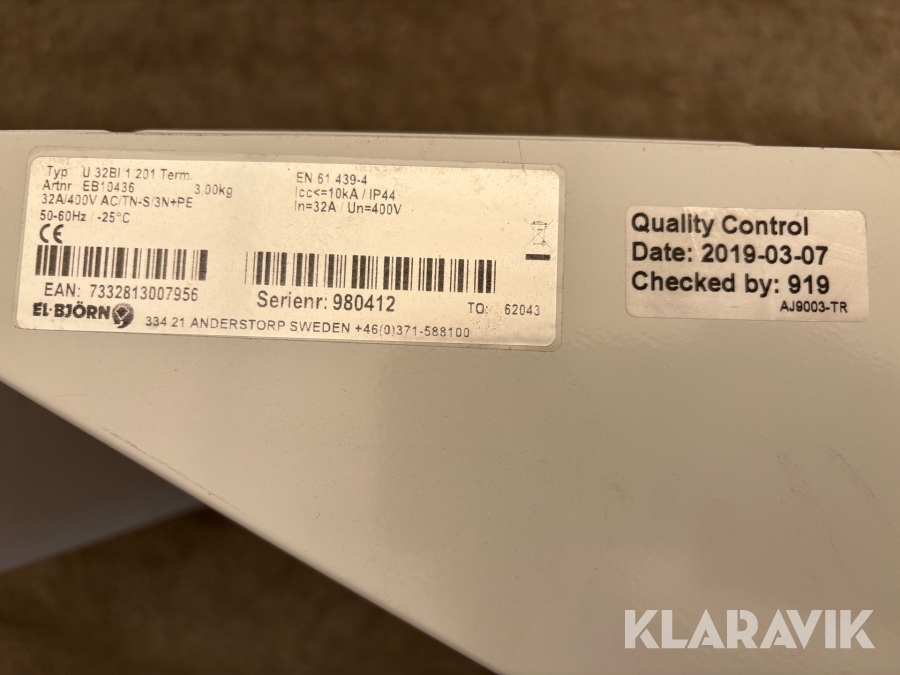 Typ U 32BI 1 201 Term.
Artnr EB10436 3,00kg
32A/400V AC/TN-S/3N+PE
50-60Hz / -25°C
CE
EAN: 7332813007956
EN 61 439-4
Icc<=10kA / IP44
In=32A / Un=400V
Serienr: 980412
TO: 62043
EL·BJÖRN
334 21 ANDERSTORP SWEDEN +46(0)371-588100
Quality Control
Date: 2019-03-07
Checked by: 919
AJ9003-TR
KLARAVIK